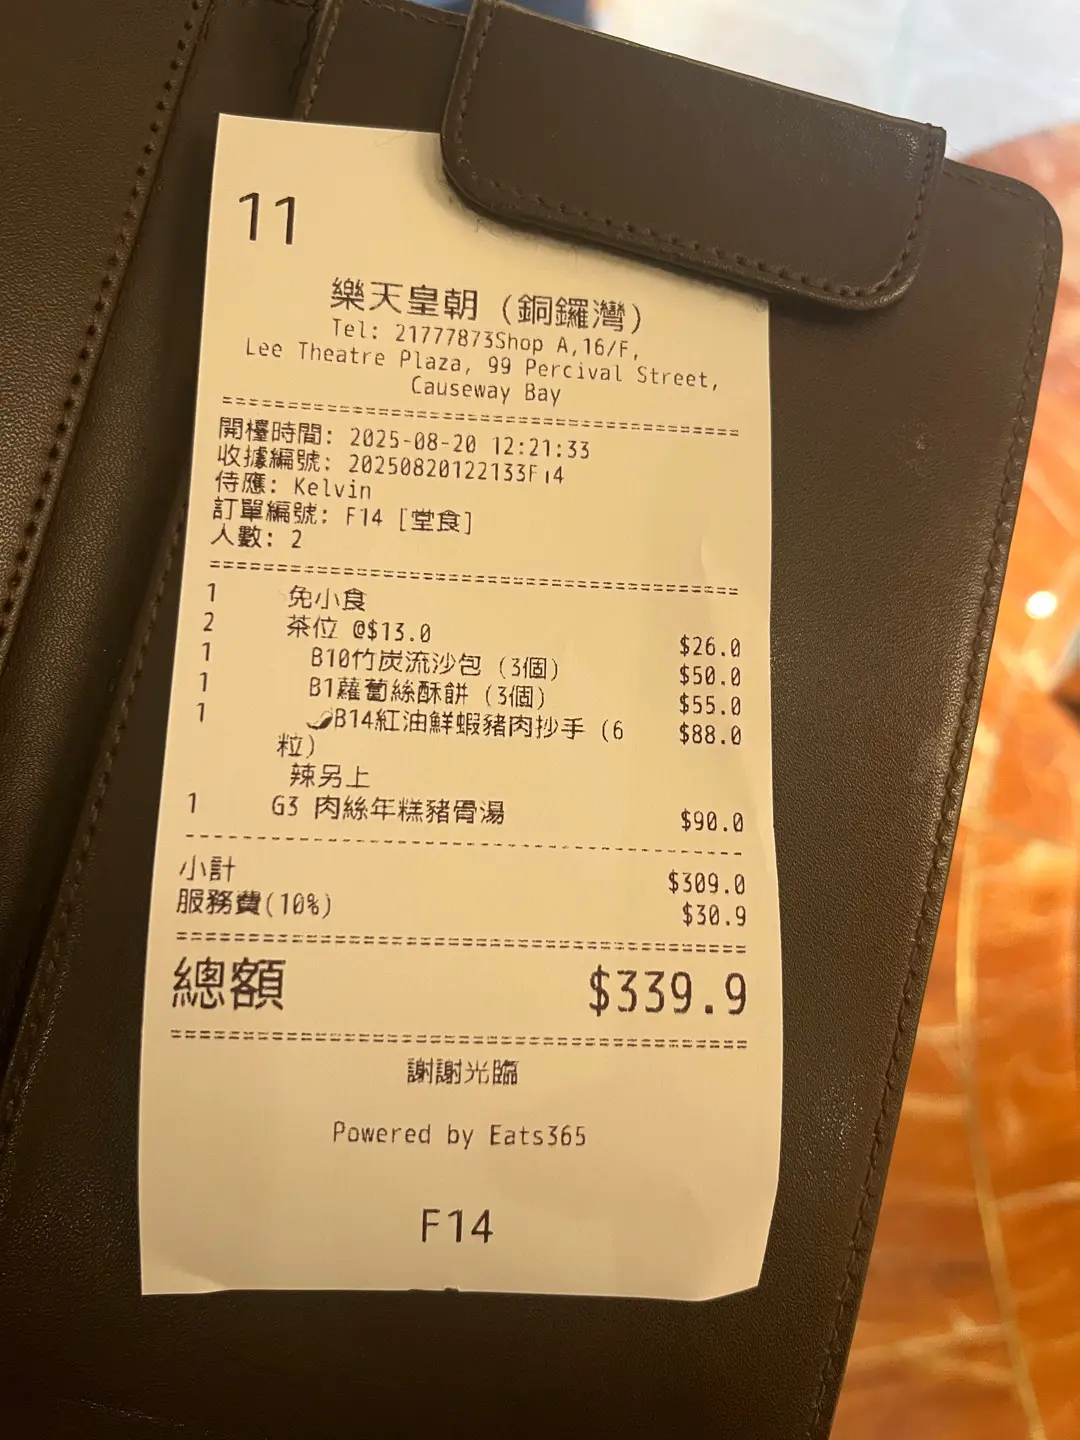 11
樂天皇朝 (銅鑼灣)
Tel: 21777873Shop A,16/F,
Lee Theatre Plaza, 99 Percival Street,
Causeway Bay
開檯時間: 2025-08-20 12:21:33
收據編號: 20250820122133F14
侍應: Kelvin
訂單編號: F14 [堂食]
人數: 2
1 免小食
2 茶位 @$13.0 $26.0
1 B10竹炭流沙包 (3個) $50.0
1 B1蘿蔔絲酥餅 (3個) $55.0
1 🌶B14紅油鮮蝦豬肉抄手 (6 $88.0
粒)
辣另上
1 G3 肉絲年糕豬骨湯 $90.0
小計 $309.0
服務費(10%) $30.9
總額 $339.9
謝謝光臨
Powered by Eats365
F14